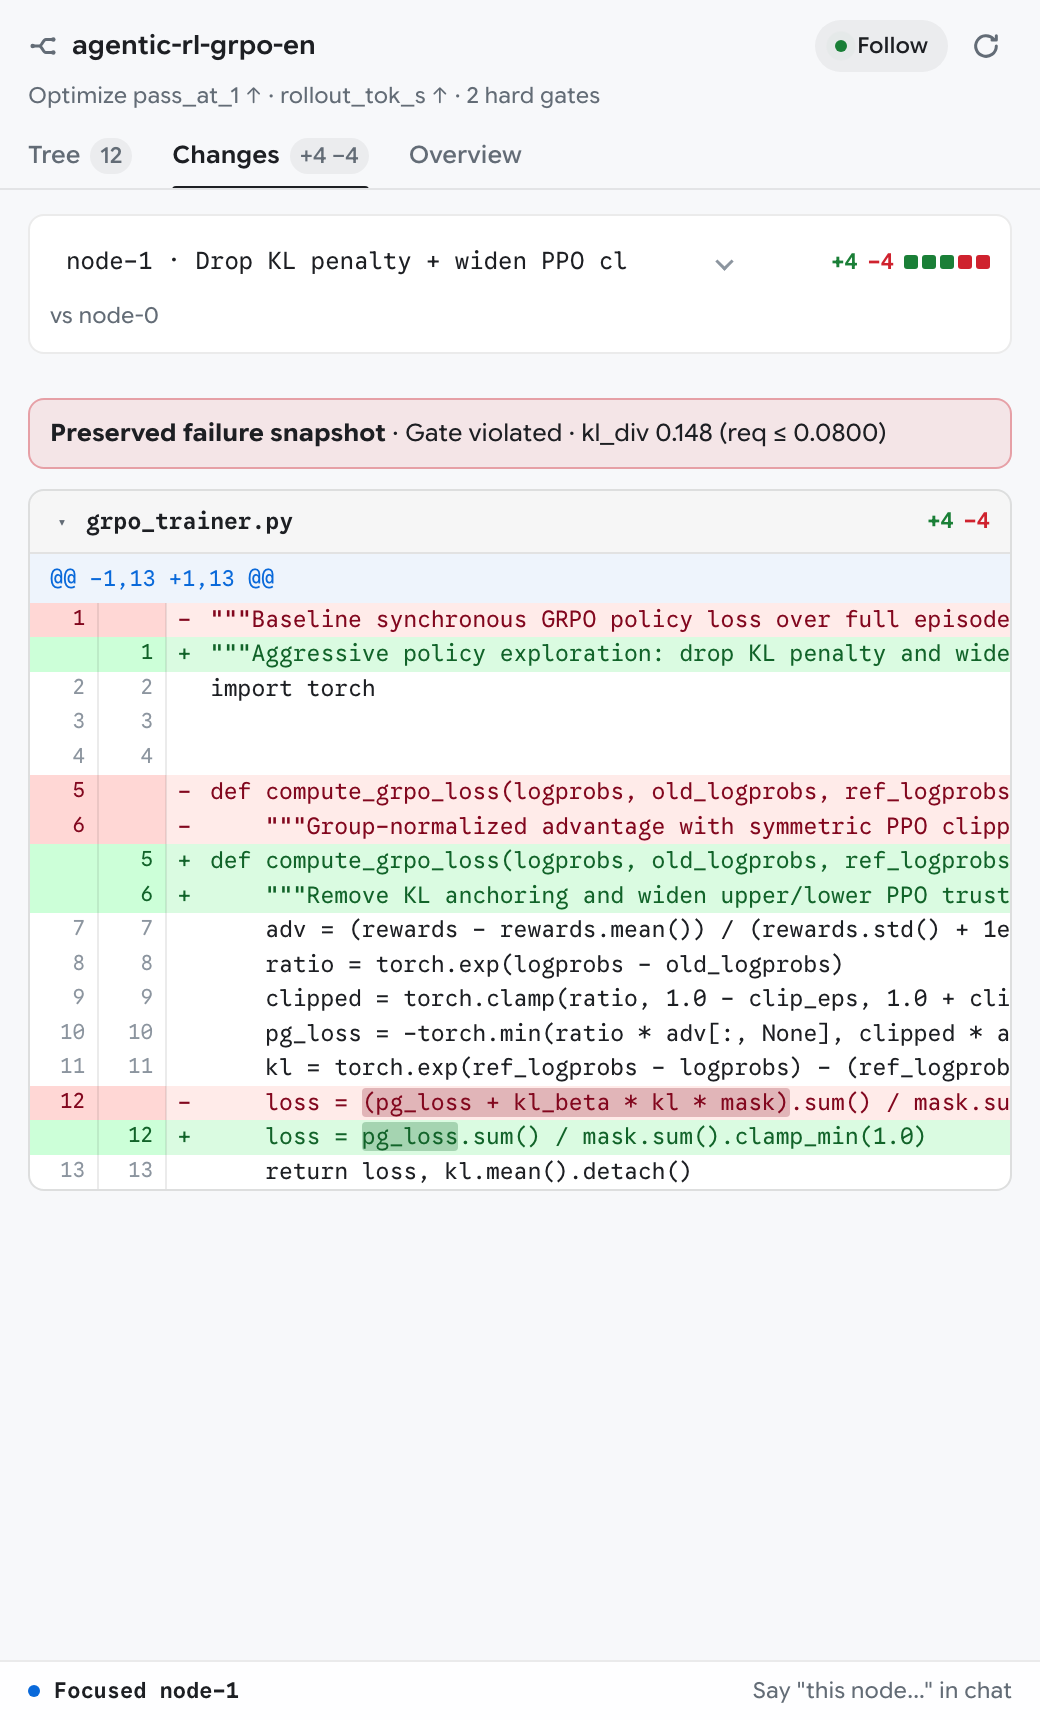 agentic-rl-grpo-en
Follow
Optimize pass_at_1 ↑ · rollout_tok_s ↑ · 2 hard gates
Tree 12 Changes +4 −4 Overview
node-1 · Drop KL penalty + widen PPO cl
+4 −4
vs node-0
Preserved failure snapshot · Gate violated · kl_div 0.148 (req ≤ 0.0800)
▾ grpo_trainer.py +4 −4
@@ -1,13 +1,13 @@
1 − """Baseline synchronous GRPO policy loss over full episode
1 + """Aggressive policy exploration: drop KL penalty and wide
2 2 import torch
3 3
4 4
5 − def compute_grpo_loss(logprobs, old_logprobs, ref_logprobs
6 − """Group-normalized advantage with symmetric PPO clipp
5 + def compute_grpo_loss(logprobs, old_logprobs, ref_logprobs
6 + """Remove KL anchoring and widen upper/lower PPO trust
7 7 adv = (rewards - rewards.mean()) / (rewards.std() + 1e
8 8 ratio = torch.exp(logprobs - old_logprobs)
9 9 clipped = torch.clamp(ratio, 1.0 - clip_eps, 1.0 + cli
10 10 pg_loss = -torch.min(ratio * adv[:, None], clipped * a
11 11 kl = torch.exp(ref_logprobs - logprobs) - (ref_logprob
12 − loss = (pg_loss + kl_beta * kl * mask).sum() / mask.su
12 + loss = pg_loss.sum() / mask.sum().clamp_min(1.0)
13 13 return loss, kl.mean().detach()
Focused node-1
Say "this node..." in chat